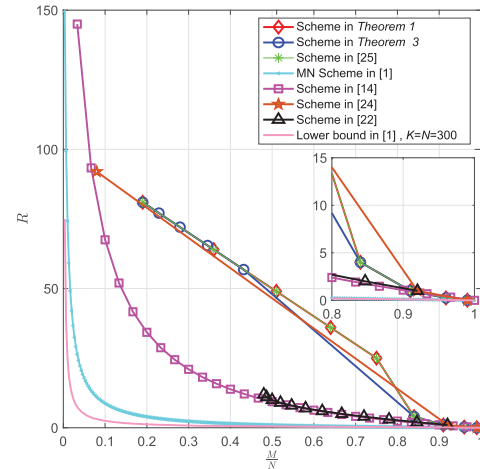 150
100
50
0
R
0
0.1
0.2
0.3
0.4
0.5
0.6
0.7
0.8
0.9
1
M
N
Scheme in Theorem 1
Scheme in Theorem 3
Scheme in [25]
MN Scheme in [1]
Scheme in [14]
Scheme in [24]
Scheme in [22]
Lower bound in [1] , K=N=300
15
10
5
0
0.8
0.9
1